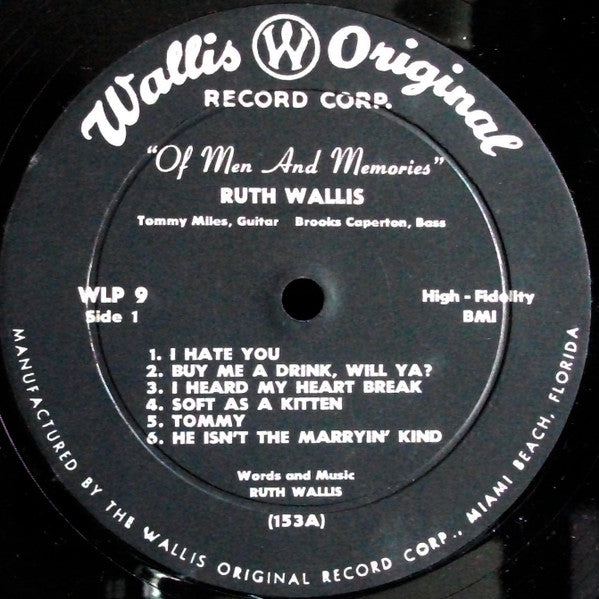 Wallis W Original
RECORD CORP.
"Of Men And Memories"
RUTH WALLIS
Tommy Miles, Guitar Brooks Caperton, Bass
WLP 9 High - Fidelity
Side 1 BMI
1. I HATE YOU
2. BUY ME A DRINK, WILL YA?
3. I HEARD MY HEART BREAK
4. SOFT AS A KITTEN
5. TOMMY
6. HE ISN'T THE MARRYIN' KIND
Words and Music
RUTH WALLIS
(153A)
MANUFACTURED BY THE WALLIS ORIGINAL RECORD CORP., MIAMI BEACH, FLORIDA